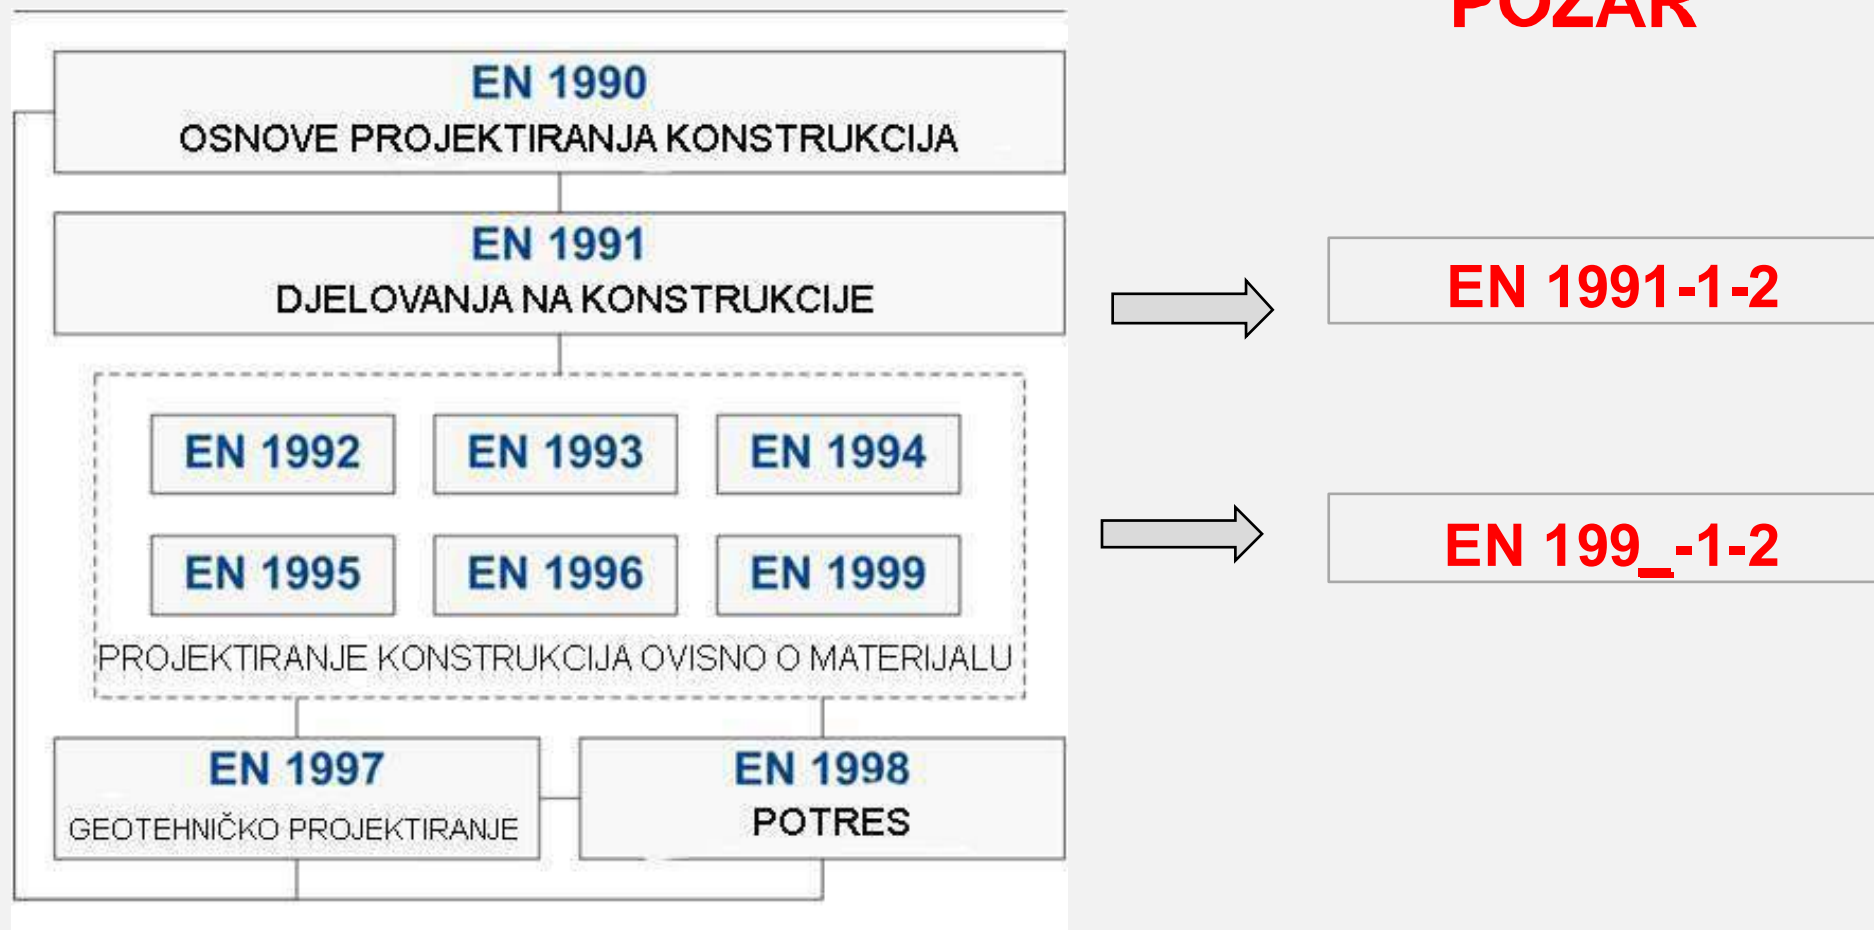 POŽAR
EN 1990
OSNOVE PROJEKTIRANJA KONSTRUKCIJA
EN 1991
DJELOVANJA NA KONSTRUKCIJE
EN 1991-1-2
EN 1992
EN 1993
EN 1994
EN 1995
EN 1996
EN 1999
EN 199_-1-2
PROJEKTIRANJE KONSTRUKCIJA OVISNO O MATERIJALU
EN 1997
GEOTEHNIČKO PROJEKTIRANJE
EN 1998
POTRES